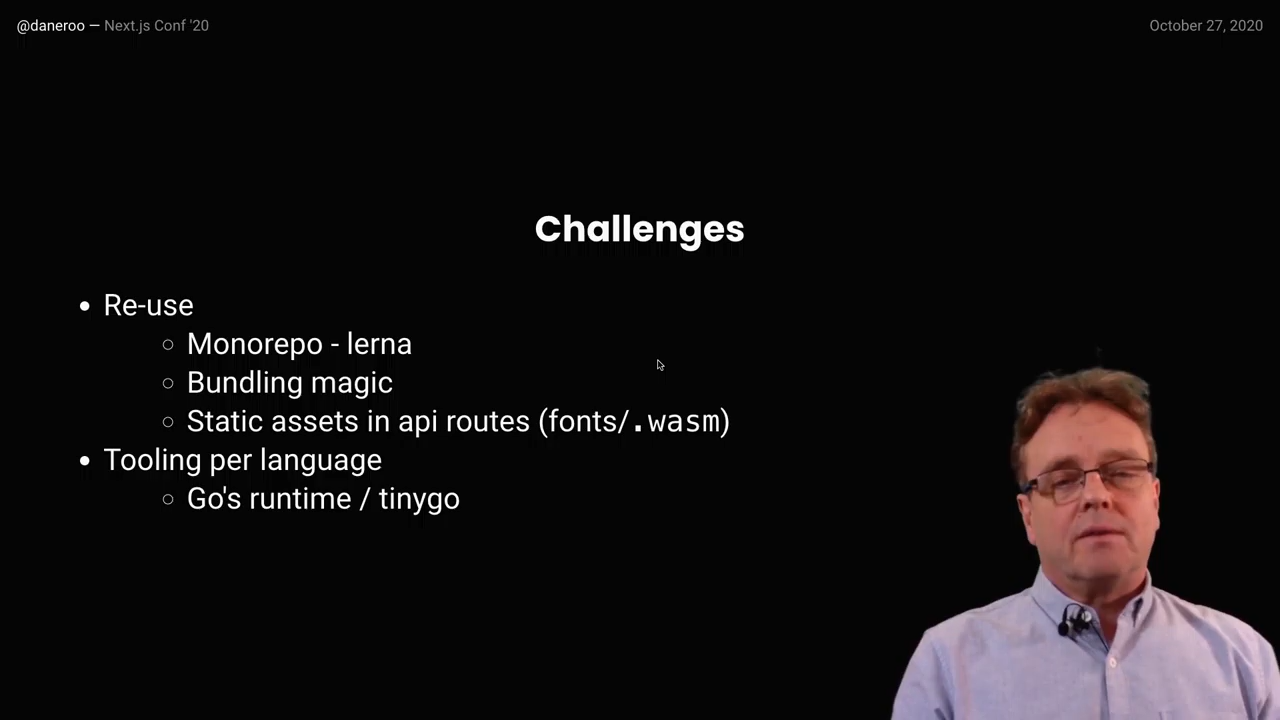 @daneroo — Next.js Conf '20
October 27, 2020
Challenges
• Re-use
○ Monorepo - lerna
○ Bundling magic
○ Static assets in api routes (fonts/.wasm)
• Tooling per language
○ Go's runtime / tinygo